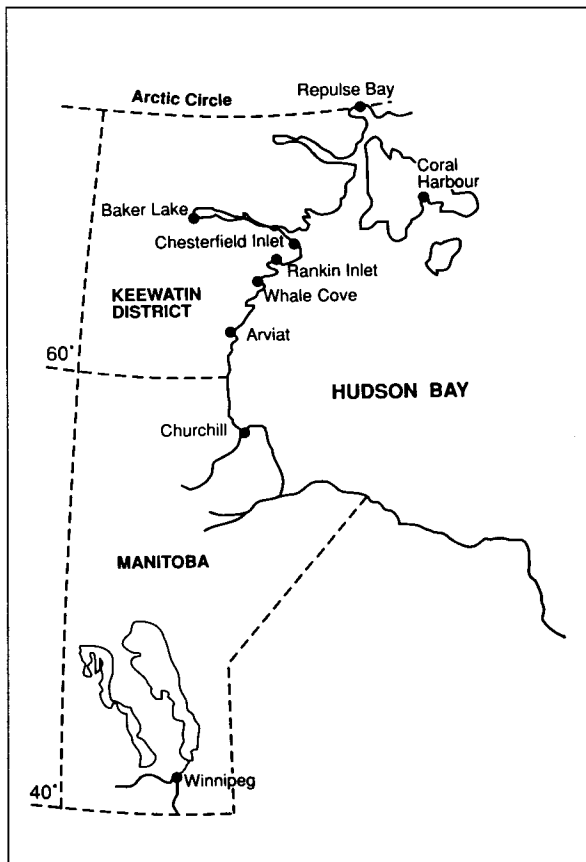 Repulse Bay
Arctic Circle
Coral
Harbour
Baker Lake
Chesterfield Inlet
Rankin Inlet
Whale Cove
KEEWATIN
DISTRICT
Arviat
60°
HUDSON BAY
Churchill
MANITOBA
Winnipeg
40°